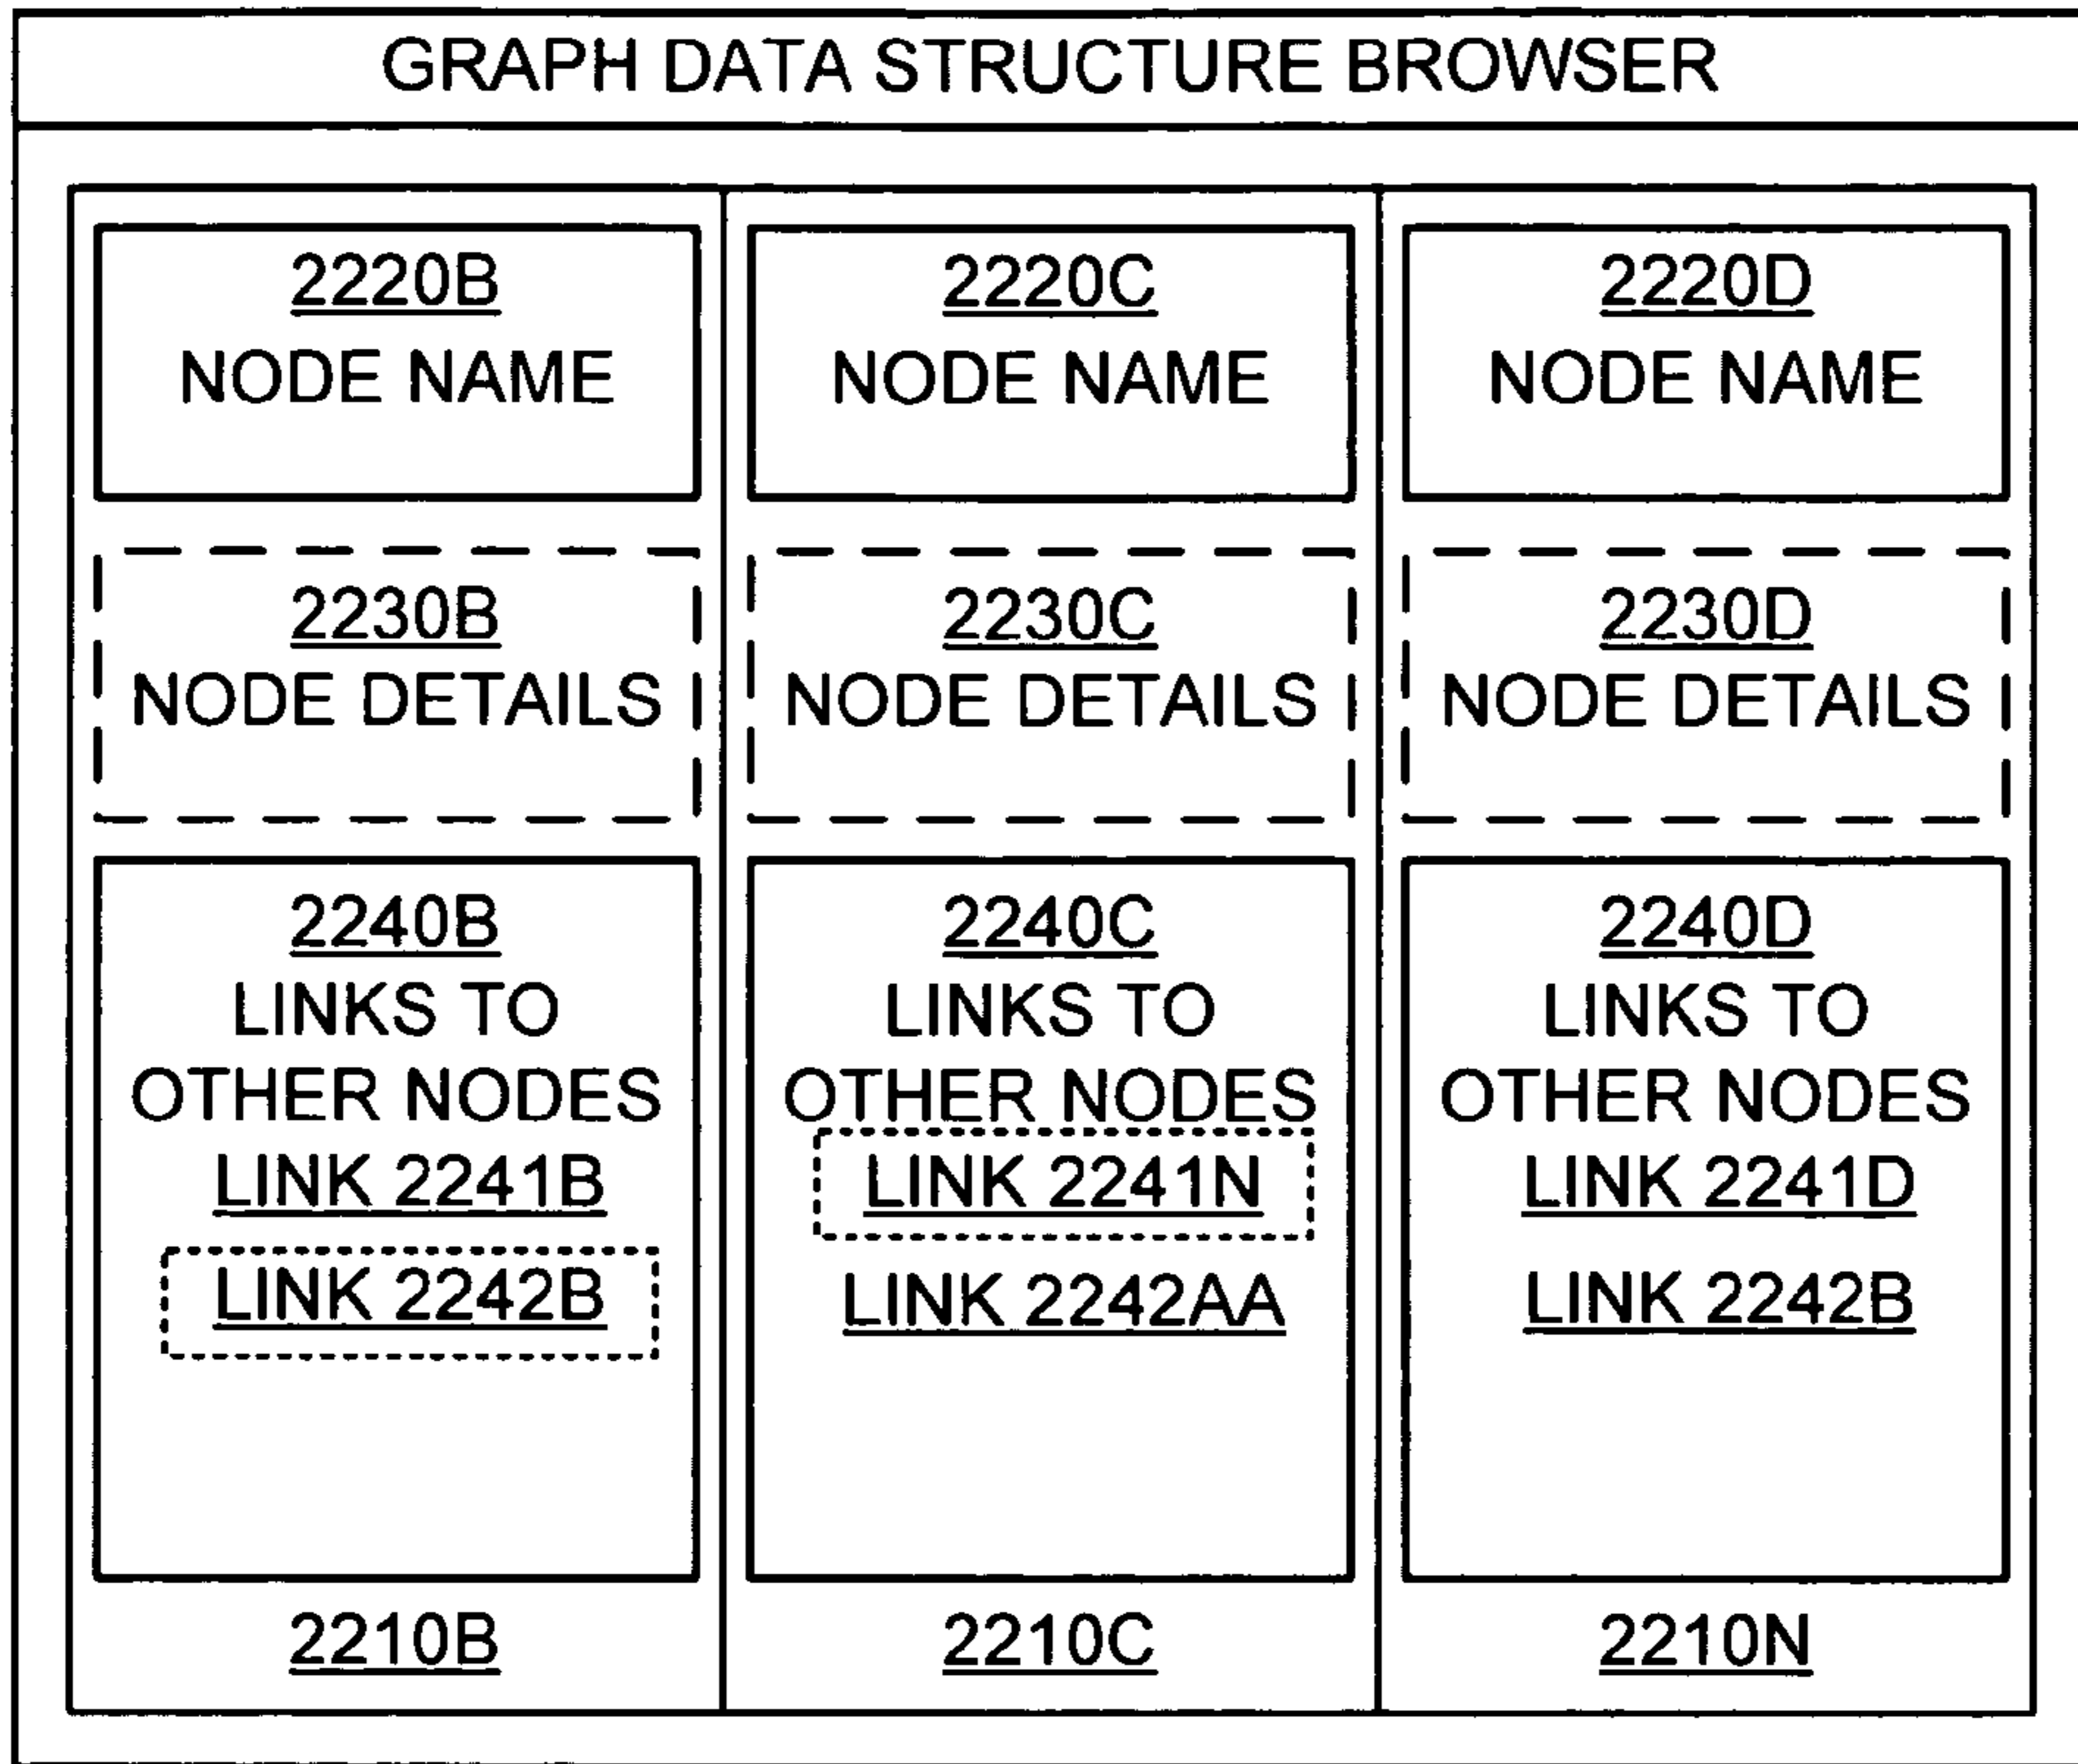 GRAPH DATA STRUCTURE BROWSER
2220B
NODE NAME
2230B
NODE DETAILS
2240B
LINKS TO
OTHER NODES
LINK 2241B
LINK 2242B
2210B
2220C
NODE NAME
2230C
NODE DETAILS
2240C
LINKS TO
OTHER NODES
LINK 2241N
LINK 2242AA
2210C
2220D
NODE NAME
2230D
NODE DETAILS
2240D
LINKS TO
OTHER NODES
LINK 2241D
LINK 2242B
2210N